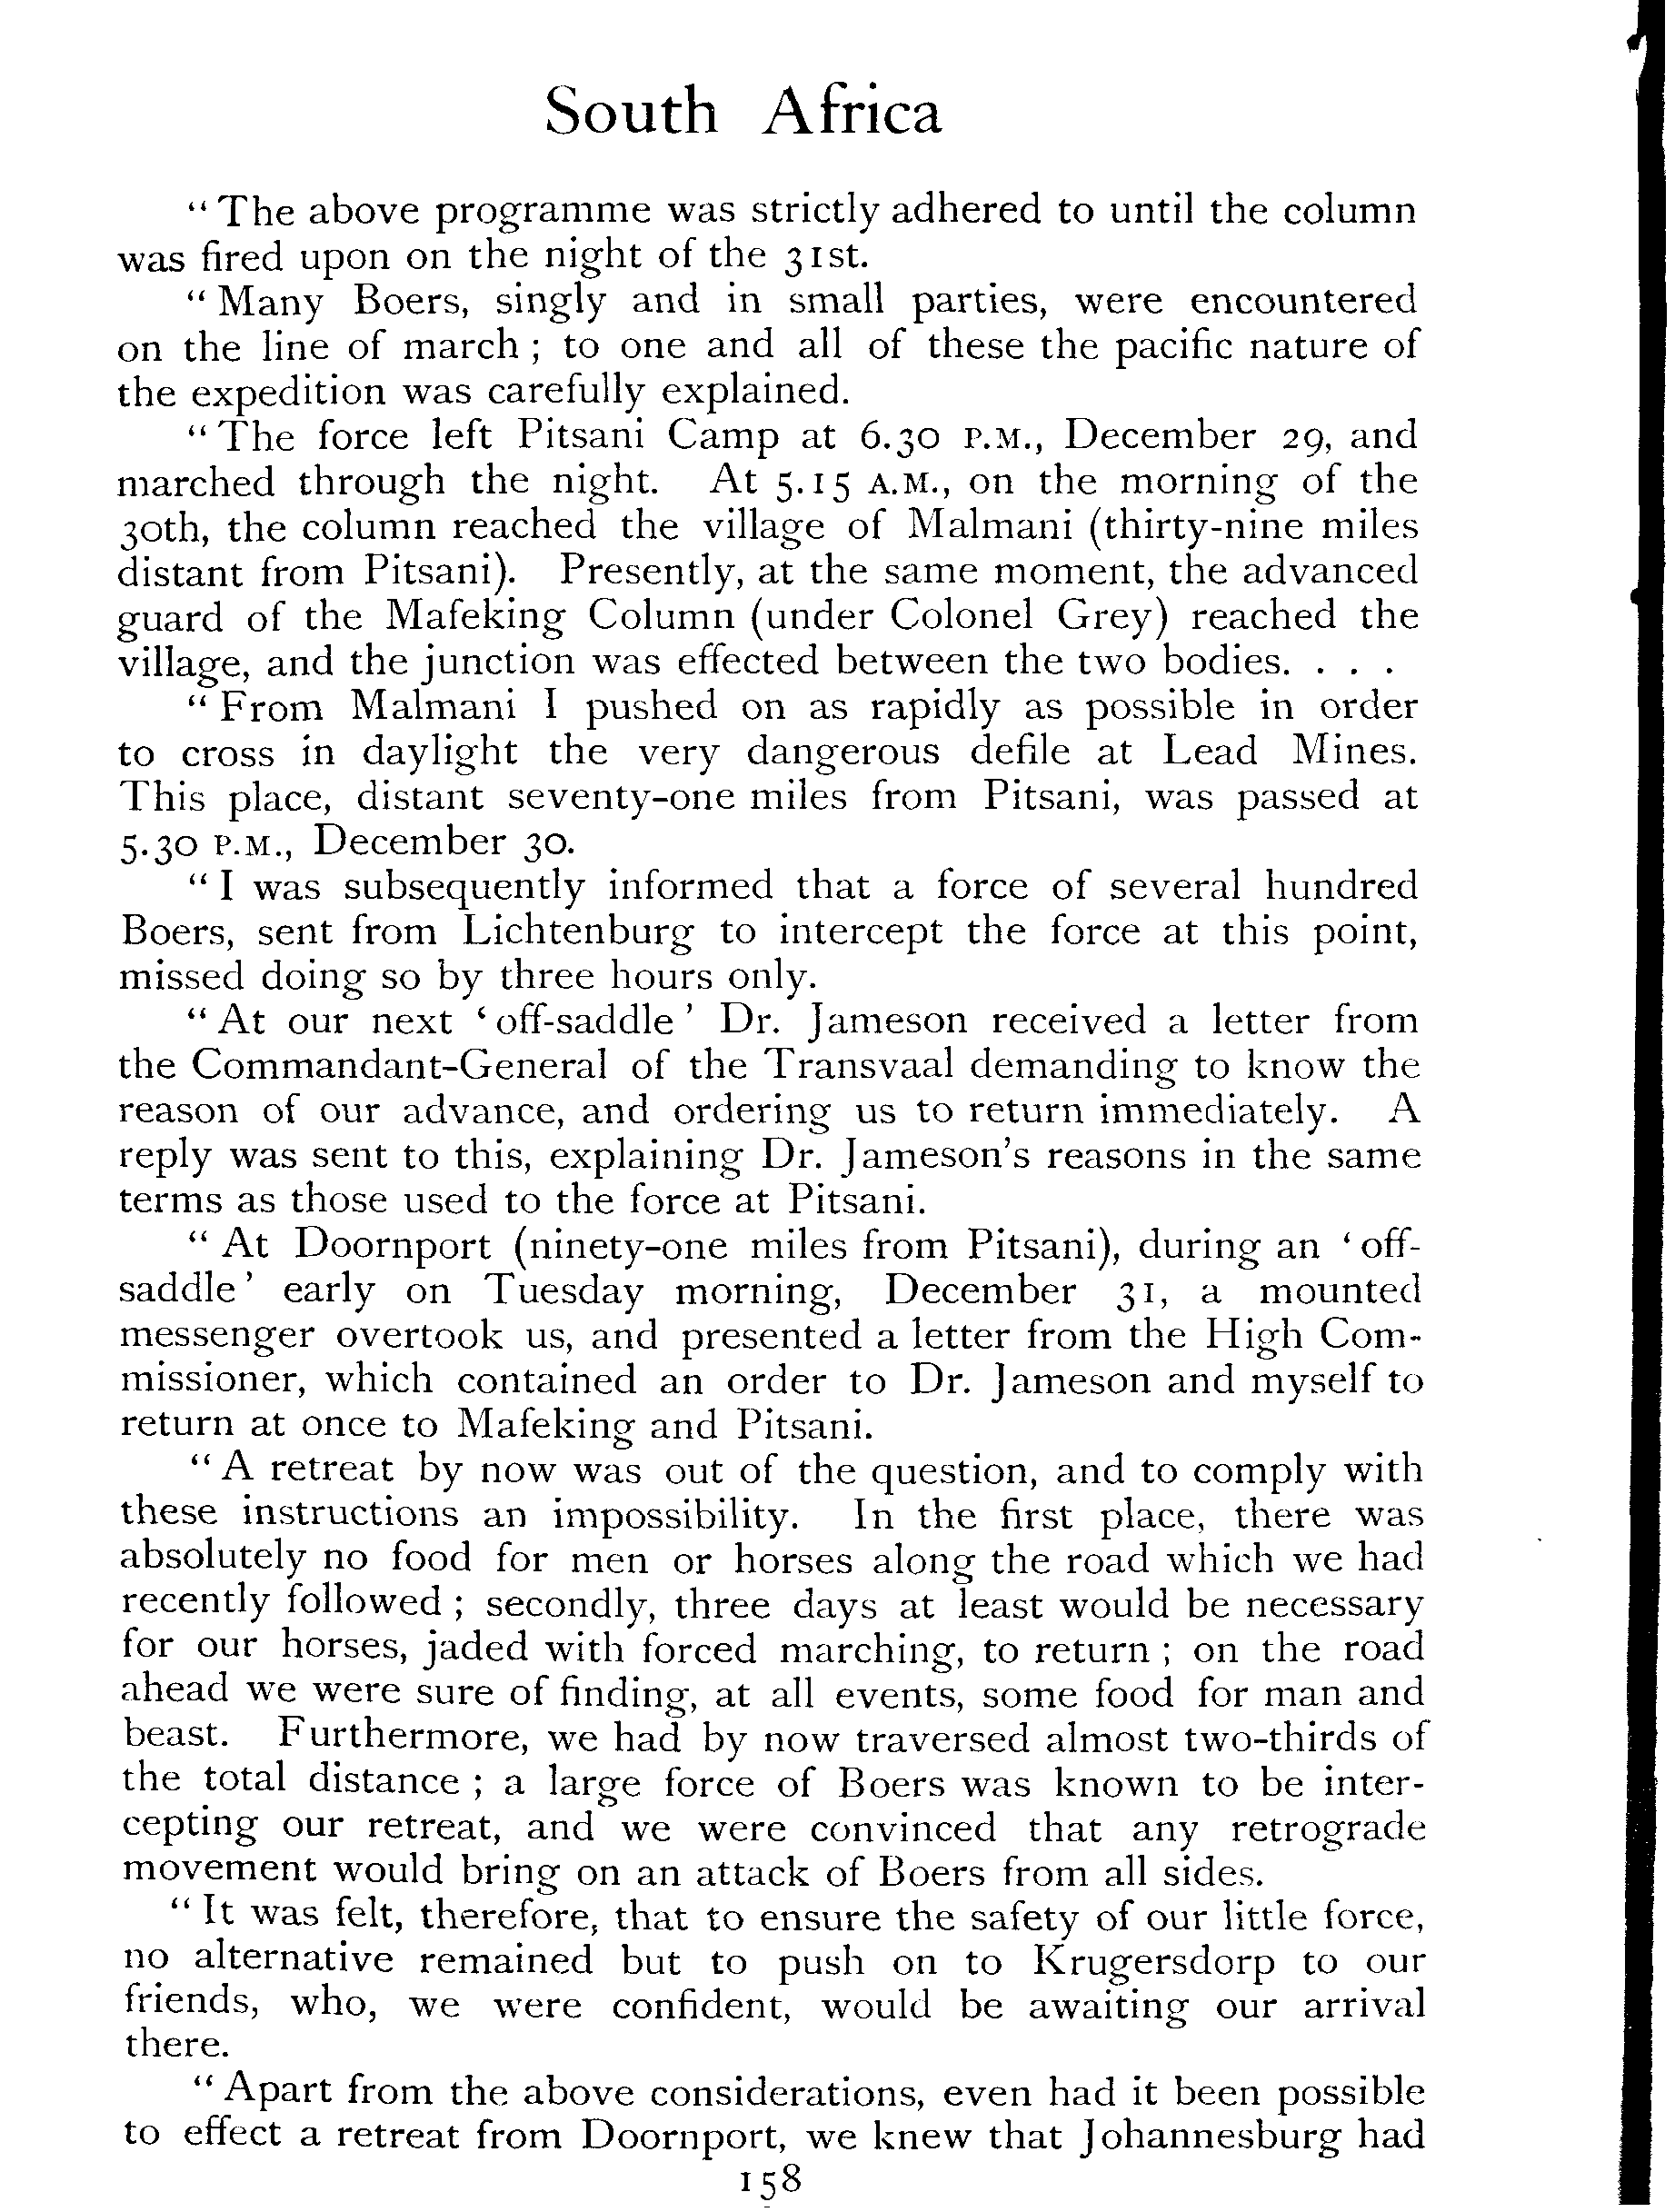 South Africa
“ The above programme was strictly adhered to until the column
was fired upon on the night of the 31st.
“ Many Boers, singly and in small parties, were encountered
on the line of march ; to one and all of these the pacific nature of
the expedition was carefully explained.
“ The force left Pitsani Camp at 6.30 P.M., December 29, and
marched through the night. At 5.15 A.M., on the morning of the
30th, the column reached the village of Malmani (thirty-nine miles
distant from Pitsani). Presently, at the same moment, the advanced
guard of the Mafeking Column (under Colonel Grey) reached the
village, and the junction was effected between the two bodies. . . .
“ From Malmani I pushed on as rapidly as possible in order
to cross in daylight the very dangerous defile at Lead Mines.
This place, distant seventy-one miles from Pitsani, was passed at
5.30 P.M., December 30.
“ I was subsequently informed that a force of several hundred
Boers, sent from Lichtenburg to intercept the force at this point,
missed doing so by three hours only.
“ At our next ‘ off-saddle ’ Dr. Jameson received a letter from
the Commandant-General of the Transvaal demanding to know the
reason of our advance, and ordering us to return immediately. A
reply was sent to this, explaining Dr. Jameson’s reasons in the same
terms as those used to the force at Pitsani.
“ At Doornport (ninety-one miles from Pitsani), during an ‘ off-
saddle ’ early on Tuesday morning, December 31, a mounted
messenger overtook us, and presented a letter from the High Com-
missioner, which contained an order to Dr. Jameson and myself to
return at once to Mafeking and Pitsani.
“ A retreat by now was out of the question, and to comply with
these instructions an impossibility. In the first place, there was
absolutely no food for men or horses along the road which we had
recently followed ; secondly, three days at least would be necessary
for our horses, jaded with forced marching, to return ; on the road
ahead we were sure of finding, at all events, some food for man and
beast. Furthermore, we had by now traversed almost two-thirds of
the total distance ; a large force of Boers was known to be inter-
cepting our retreat, and we were convinced that any retrograde
movement would bring on an attack of Boers from all sides.
“ It was felt, therefore, that to ensure the safety of our little force,
no alternative remained but to push on to Krugersdorp to our
friends, who, we were confident, would be awaiting our arrival
there.
“ Apart from the above considerations, even had it been possible
to effect a retreat from Doornport, we knew that Johannesburg had
158